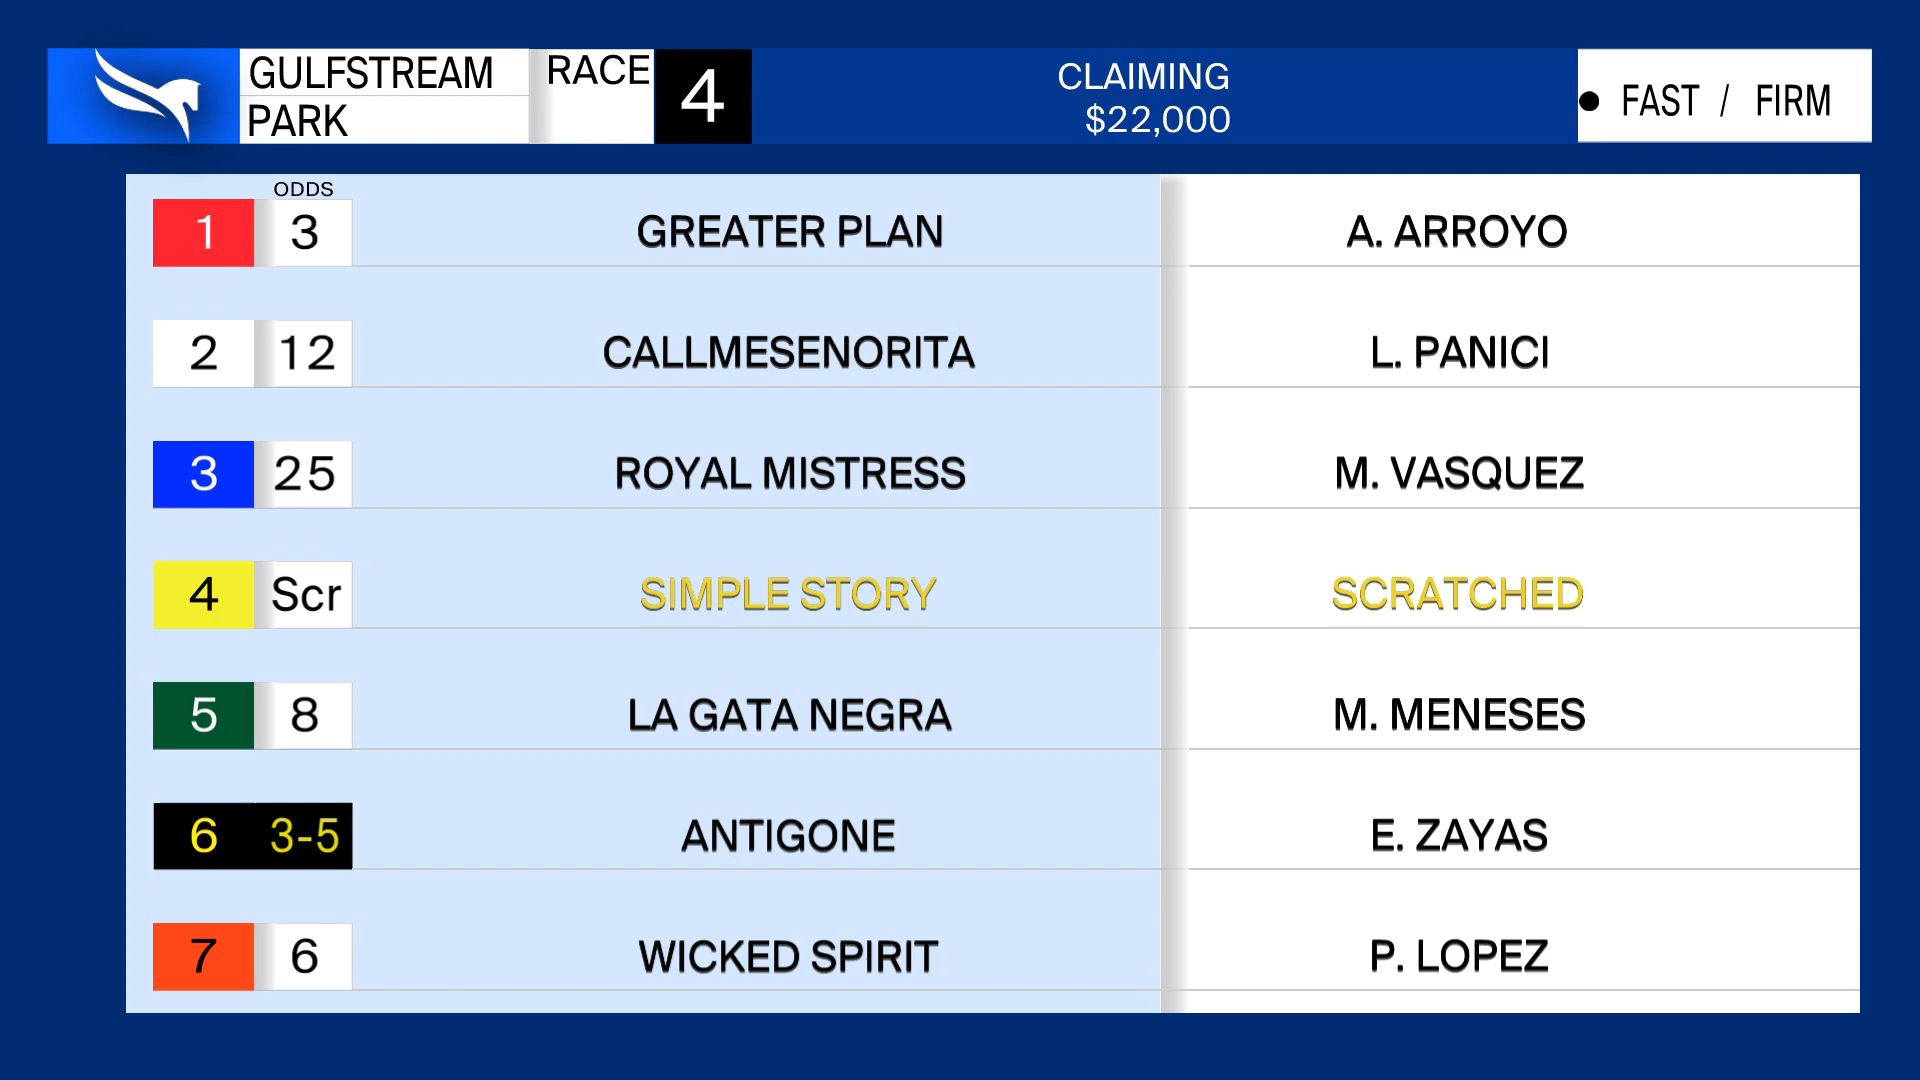 GULFSTREAM PARK RACE 4 CLAIMING $22,000 • FAST / FIRM
ODDS
1 3 GREATER PLAN A. ARROYO
2 12 CALLMESENORITA L. PANICI
3 25 ROYAL MISTRESS M. VASQUEZ
4 Scr SIMPLE STORY SCRATCHED
5 8 LA GATA NEGRA M. MENESES
6 3-5 ANTIGONE E. ZAYAS
7 6 WICKED SPIRIT P. LOPEZ